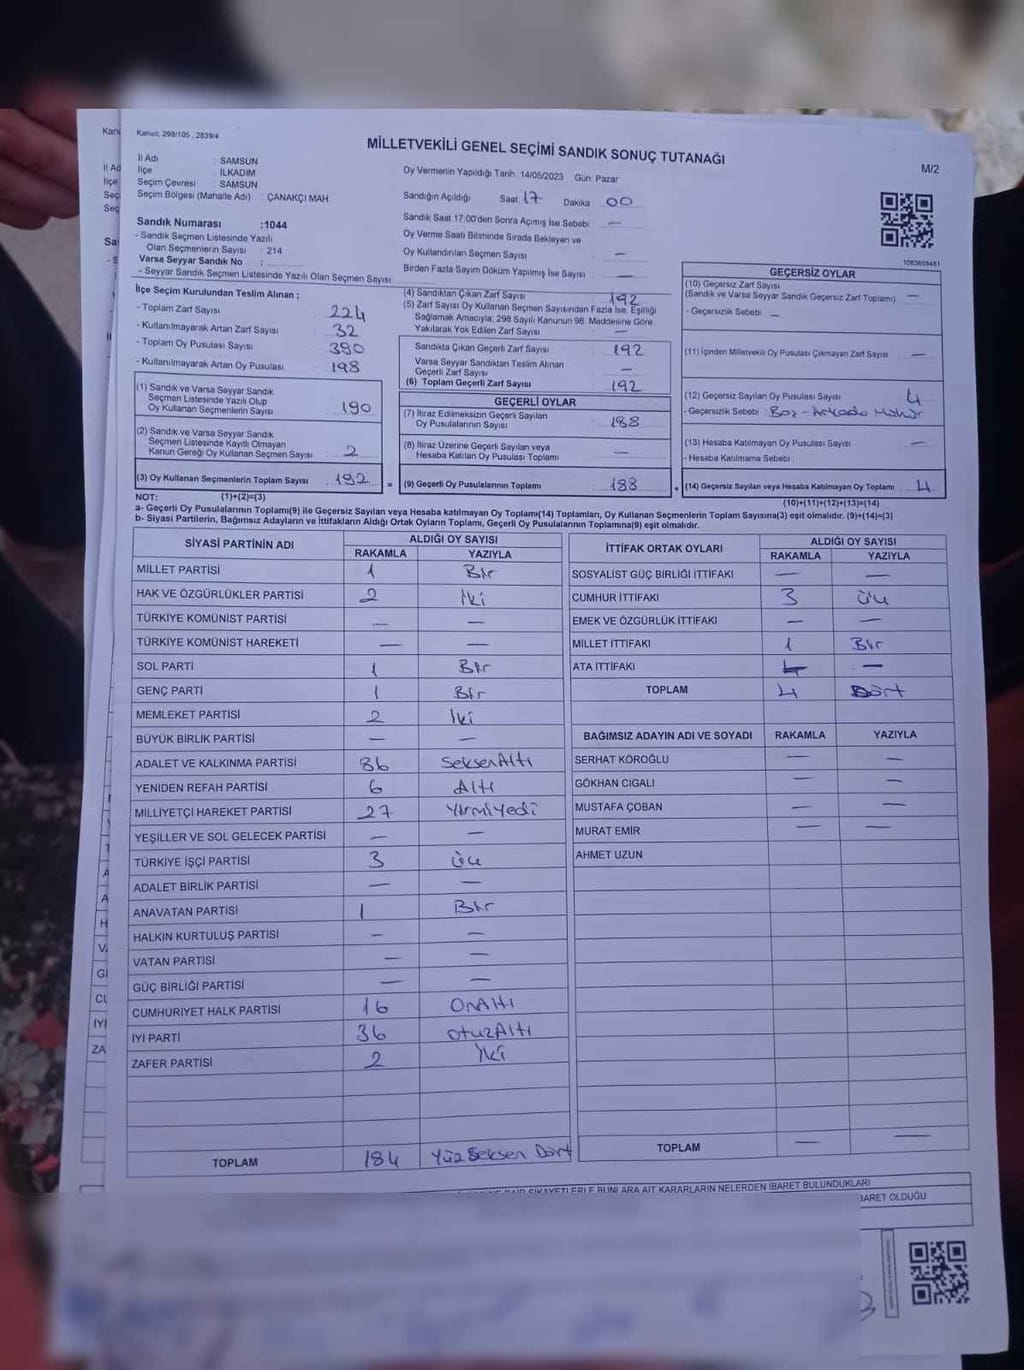 Kanun: 298/105, 2839/4
MİLLETVEKİLİ GENEL SEÇİMİ SANDIK SONUÇ TUTANAĞI
M/2
İl Adı : SAMSUN
İlçe : İLKADIM
Seçim Çevresi : SAMSUN
Seçim Bölgesi (Mahalle Adı) : ÇANAKÇI MAH.
Oy Vermenin Yapıldığı Tarih :14/05/2023 Gün: Pazar
Sandığın Açıldığı Saat: 17 Dakika : 00
Sandık Saat 17:00'den Sonra Açımış İse Sebebi : —
Oy Verme Saati Bitiminde Sırada Bekleyen ve
Oy Kullandırılan Seçmen Sayısı : —
Birden Fazla Sayım Döküm Yapılmış İse Sayısı : —
Sandık Numarası :1044
- Sandık Seçmen Listesinde Yazılı
Olan Seçmenlerin Sayısı : 214
Varsa Seyyar Sandık No :
- Seyyar Sandık Seçmen Listesinde Yazılı Olan Seçmen Sayısı:
İlçe Seçim Kurulundan Teslim Alınan ;
- Toplam Zarf Sayısı : 224
- Kullanılmayarak Artan Zarf Sayısı : 32
- Toplam Oy Pusulası Sayısı : 390
- Kullanılmayarak Artan Oy Pusulası : 198
(1) Sandık ve Varsa Seyyar Sandık
Seçmen Listesinde Yazılı Olup
Oy Kullanan Seçmenlerin Sayısı : 190
(2) Sandık ve Varsa Seyyar Sandık
Seçmen Listesinde Kayıtlı Olmayan
Kanun Gereği Oy Kullanan Seçmen Sayısı : 2
(3) Oy Kullanan Seçmenlerin Toplam Sayısı : 192
(4) Sandıktan Çıkan Zarf Sayısı : 192
(5) Zarf Sayısı Oy Kullanan Seçmen Sayısından Fazla İse, Eşitliği
Sağlamak Amacıyla, 298 Sayılı Kanunun 98. Maddesine Göre
Yakılarak Yok Edilen Zarf Sayısı : —
Sandıkta Çıkan Geçerli Zarf Sayısı : 192
Varsa Seyyar Sandıktan Teslim Alınan
Geçerli Zarf Sayısı : —
(6) Toplam Geçerli Zarf Sayısı : 192
GEÇERLİ OYLAR
(7) İtiraz Edilmeksizin Geçerli Sayılan
Oy Pusulalarının Sayısı : 188
(8) İtiraz Üzerine Geçerli Sayılan veya
Hesaba Katılan Oy Pusulası Toplamı : —
= (9) Geçerli Oy Pusulalarının Toplamı : 188
1083668481
GEÇERSİZ OYLAR
(10) Geçersiz Zarf Sayısı
(Sandık ve Varsa Seyyar Sandık Geçersiz Zarf Toplamı) : —
- Geçersizlik Sebebi : —
(11) İçinden Milletvekili Oy Pusulası Çıkmayan Zarf Sayısı : —
(12) Geçersiz Sayılan Oy Pusulası Sayısı : 4
- Geçersizlik Sebebi :
(13) Hesaba Katılmayan Oy Pusulası Sayısı : —
- Hesaba Katılmama Sebebi :
+ (14) Geçersiz Sayılan veya Hesaba Katılmayan Oy Toplamı : 4
NOT: (1)+(2)=(3)
(10)+(11)+(12)+(13)=(14)
a- Geçerli Oy Pusulalarının Toplamı(9) ile Geçersiz Sayılan veya Hesaba katılmayan Oy Toplamı(14) Toplamları, Oy Kullanan Seçmenlerin Toplam Sayısına(3) eşit olmalıdır. (9)+(14)=(3)
b- Siyasi Partilerin, Bağımsız Adayların ve İttifakların Aldığı Ortak Oyların Toplamı, Geçerli Oy Pusulalarının Toplamına(9) eşit olmalıdır.
SİYASİ PARTİNİN ADI ALDIĞI OY SAYISI
RAKAMLA YAZIYLA
MİLLET PARTİSİ 1 Bir
HAK VE ÖZGÜRLÜKLER PARTİSİ 2 İki
TÜRKİYE KOMÜNİST PARTİSİ — —
TÜRKİYE KOMÜNİST HAREKETİ — —
SOL PARTİ 1 Bir
GENÇ PARTİ 1 Bir
MEMLEKET PARTİSİ 2 İki
BÜYÜK BİRLİK PARTİSİ — —
ADALET VE KALKINMA PARTİSİ 86 SeksenAltı
YENİDEN REFAH PARTİSİ 6 Altı
MİLLİYETÇİ HAREKET PARTİSİ 27 Yirmiyedi
YEŞİLLER VE SOL GELECEK PARTİSİ — —
TÜRKİYE İŞÇİ PARTİSİ 3 Üç
ADALET BİRLİK PARTİSİ — —
ANAVATAN PARTİSİ 1 Bir
HALKIN KURTULUŞ PARTİSİ — —
VATAN PARTİSİ — —
GÜÇ BİRLİĞİ PARTİSİ — —
CUMHURİYET HALK PARTİSİ 16 OnAltı
İYİ PARTİ 36 otuzAltı
ZAFER PARTİSİ 2 İki
TOPLAM 184 Yüz Seksen Dört
İTTİFAK ORTAK OYLARI ALDIĞI OY SAYISI
RAKAMLA YAZIYLA
SOSYALİST GÜÇ BİRLİĞİ İTTİFAKI — —
CUMHUR İTTİFAKI 3 Üç
EMEK VE ÖZGÜRLÜK İTTİFAKI — —
MİLLET İTTİFAKI 1 Bir
ATA İTTİFAKI — —
TOPLAM 4 Dört
BAĞIMSIZ ADAYIN ADI VE SOYADI RAKAMLA YAZIYLA
SERHAT KÖROĞLU — —
GÖKHAN CIGALI — —
MUSTAFA ÇOBAN — —
MURAT EMİR — —
AHMET UZUN
TOPLAM — —
ŞİKAYETLERLE BUNLARA AİT KARARLARIN NELERDEN İBARET BULUNDUKLARI
BARET OLDUĞU